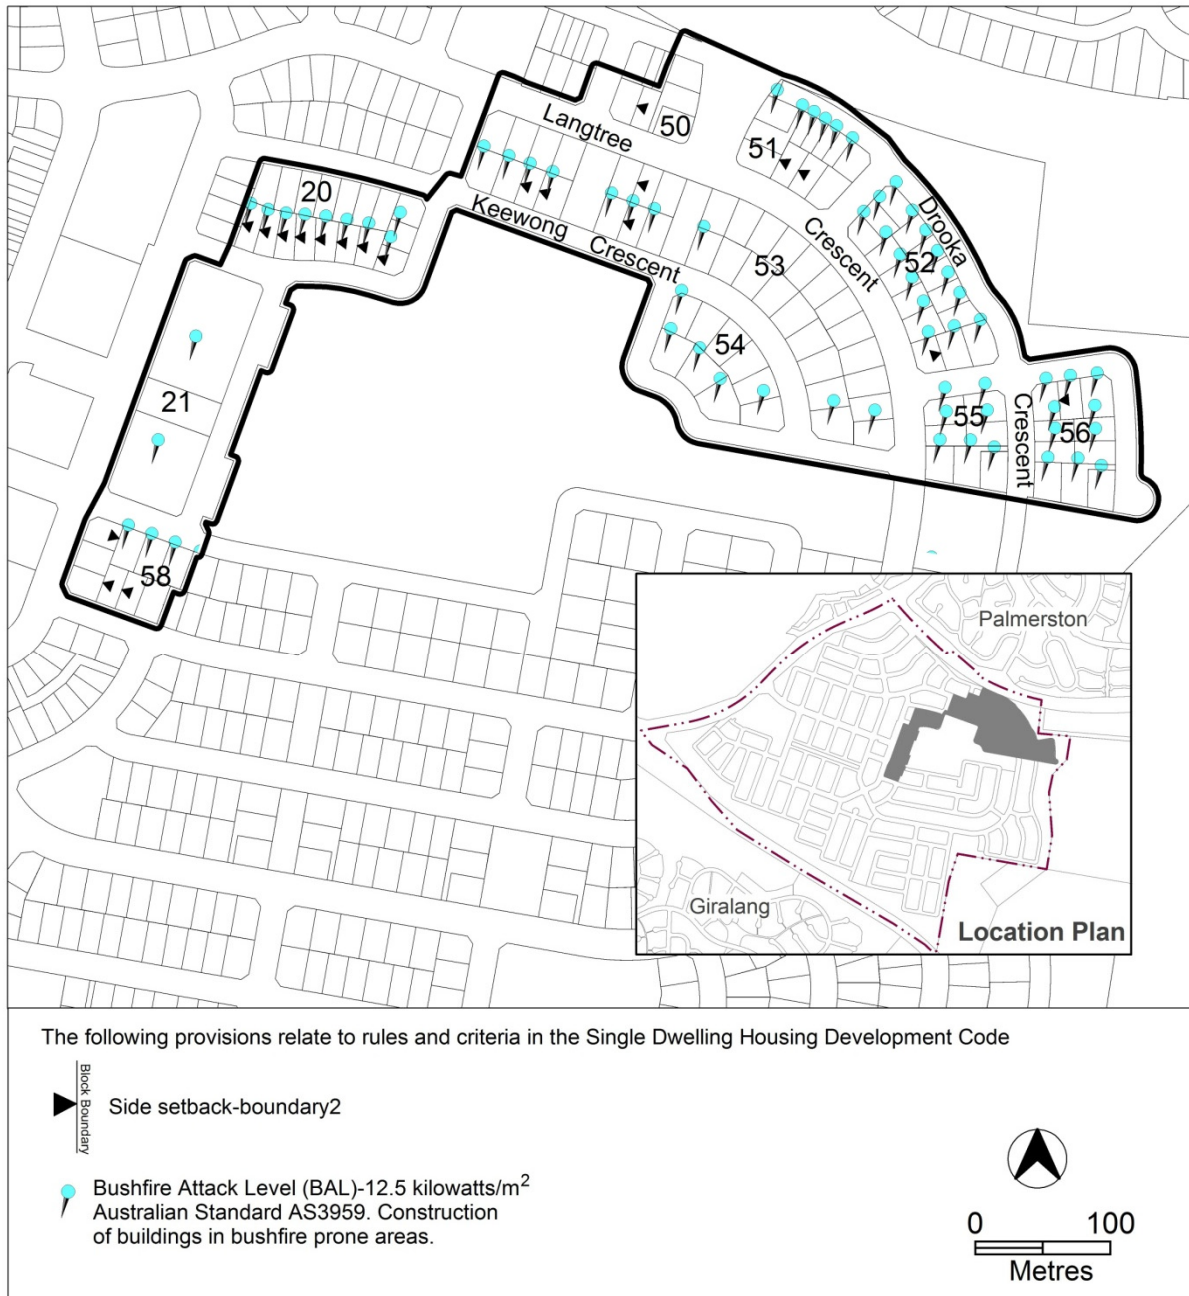 50
Langtree
51
20
Drooka
Keewong
Crescent
53
Crescent
52
54
21
55
Crescent
56
58
Palmerston
Giralang
Location Plan
The following provisions relate to rules and criteria in the Single Dwelling Housing Development Code
Block Boundary
Side setback-boundary2
Bushfire Attack Level (BAL)-12.5 kilowatts/m²
Australian Standard AS3959. Construction
of buildings in bushfire prone areas.
0 100
Metres